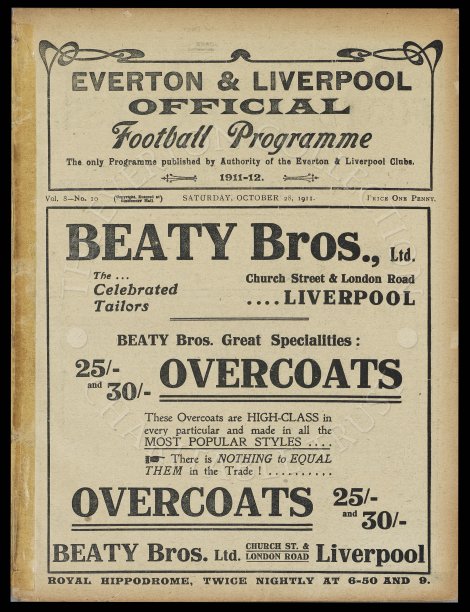 EVERTON & LIVERPOOL
OFFICIAL
Football Programme
The only Programme published by Authority of the Everton & Liverpool Clubs.
1911-12.
Vol. 8—No. 20 SATURDAY, OCTOBER 28, 1911. PRICE ONE PENNY.
BEATY Bros., Ltd.
The ...
Celebrated
Tailors
Church Street & London Road
.... LIVERPOOL
BEATY Bros. Great Specialities:
25/-
and 30/- OVERCOATS
These Overcoats are HIGH-CLASS in
every particular and made in all the
MOST POPULAR STYLES ....
☞ There is NOTHING to EQUAL
THEM in the Trade ! ..........
OVERCOATS 25/-
and 30/-
BEATY Bros. Ltd. CHURCH ST. & LONDON ROAD Liverpool
ROYAL HIPPODROME, TWICE NIGHTLY AT 6-50 AND 9.